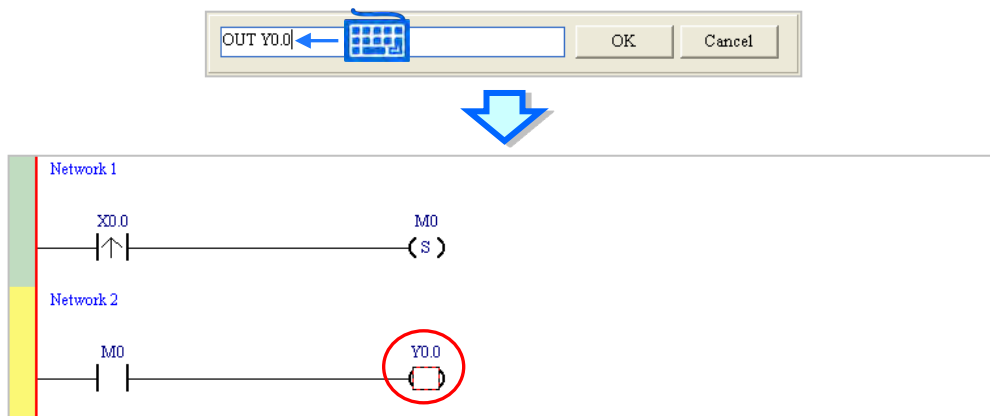 OUT Y0.0
OK
Cancel
Network 1
X0.0
M0
S
Network 2
M0
Y0.0